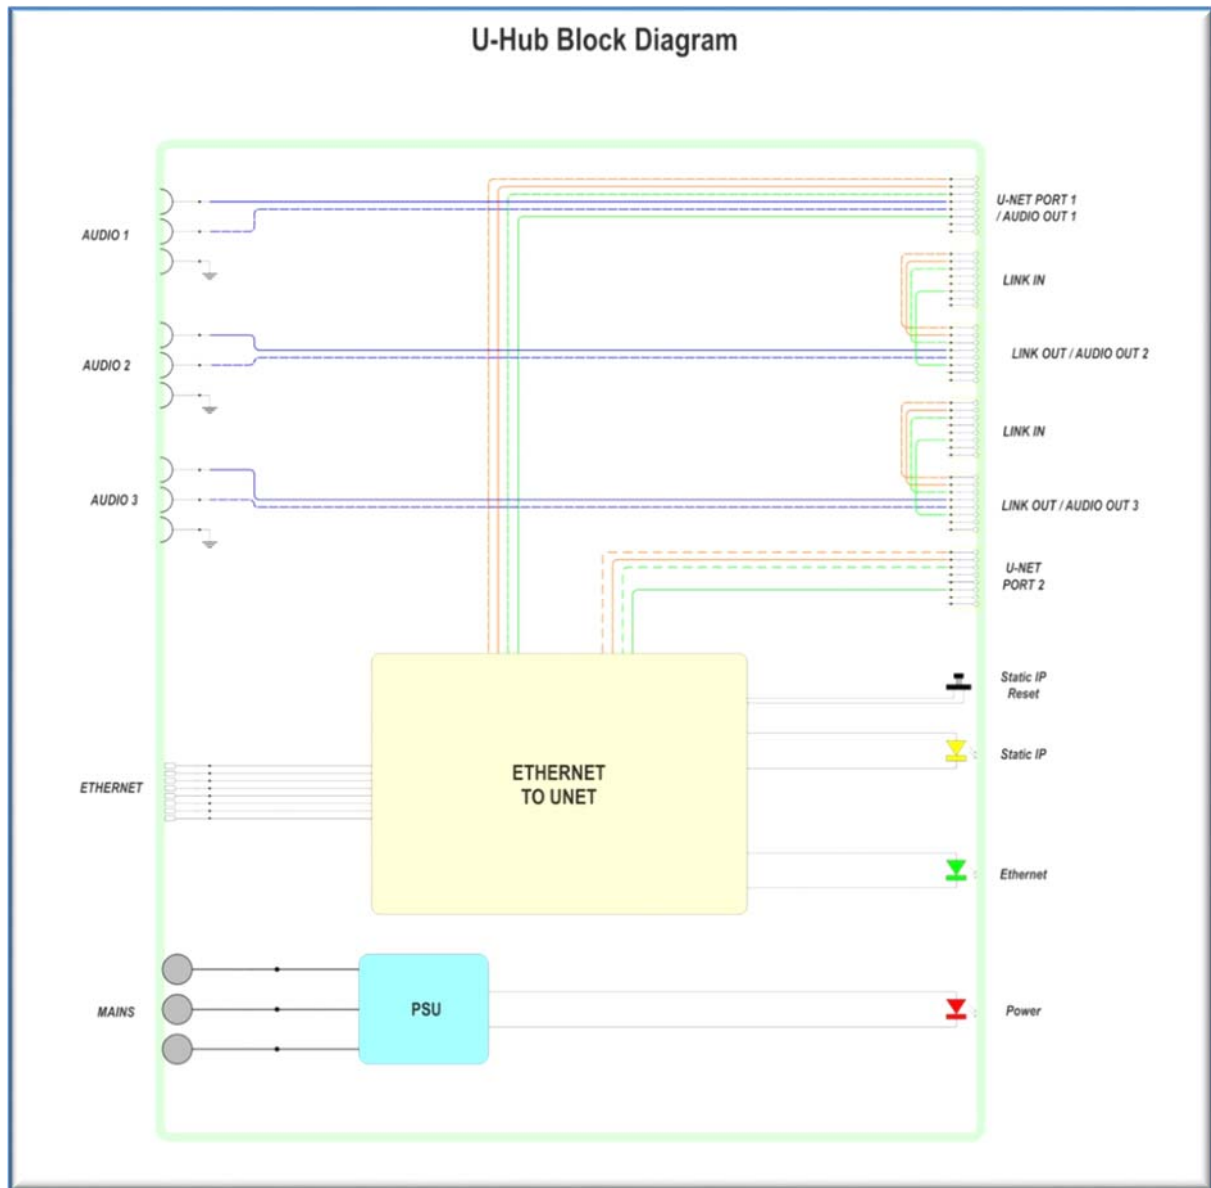 U-Hub Block Diagram
AUDIO 1
U-NET PORT 1
/ AUDIO OUT 1
LINK IN
AUDIO 2
LINK OUT / AUDIO OUT 2
LINK IN
AUDIO 3
LINK OUT / AUDIO OUT 3
U-NET
PORT 2
Static IP
Reset
Static IP
ETHERNET
ETHERNET
TO UNET
Ethernet
MAINS
PSU
Power